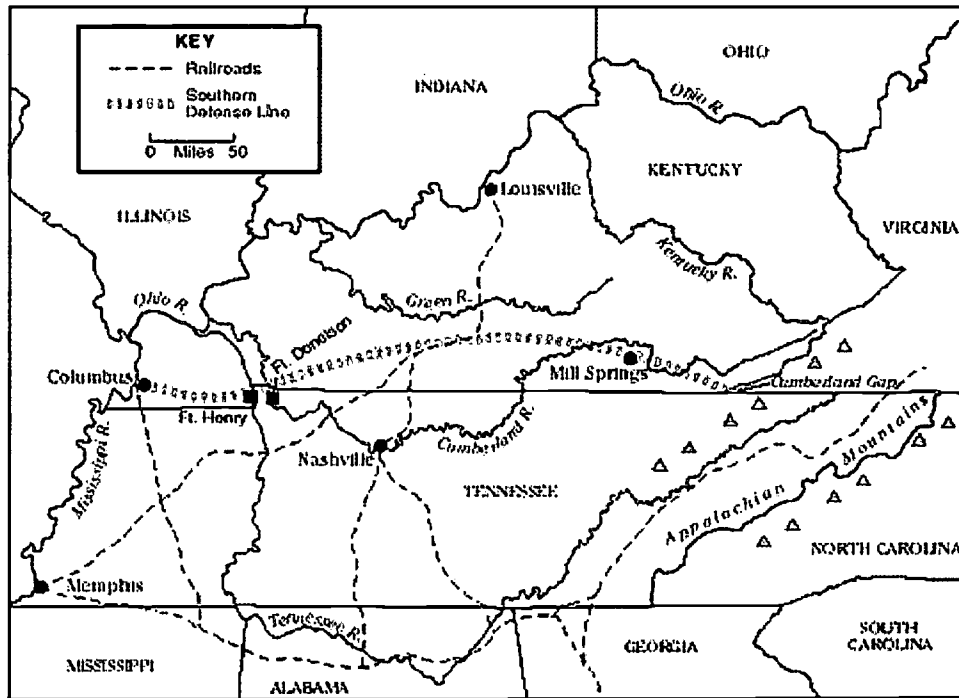 KEY
Railroads
Southern
Defense Line
0 Miles 50
OHIO
INDIANA
Ohio R.
KENTUCKY
Louisville
ILLINOIS
VIRGINIA
Kentucky R.
Green R.
Ohio R.
Ft. Donalson
Columbus
Mill Springs
Cumberland Gap
Ft. Henry
Mississippi R.
Cumberland R.
Nashville
TENNESSEE
Appalachian Mountains
NORTH CAROLINA
Memphis
Tennessee R.
MISSISSIPPI
ALABAMA
GEORGIA
SOUTH
CAROLINA